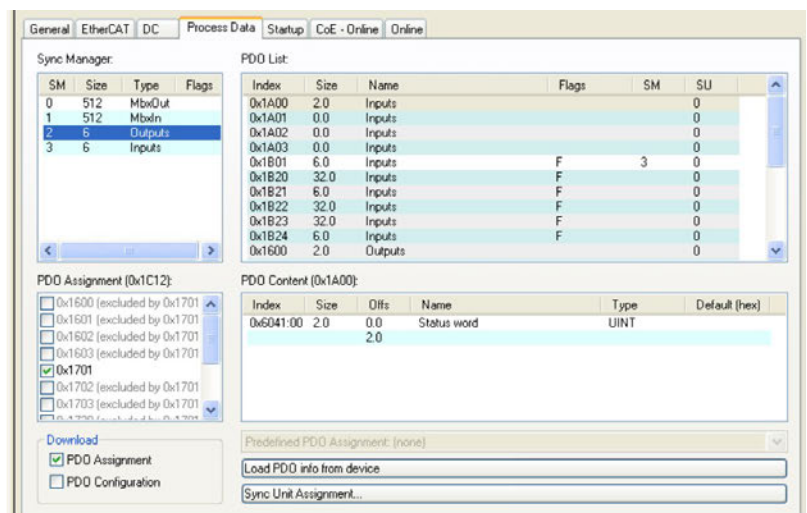 General EtherCAT DC Process Data Startup CoE - Online Online
Sync Manager:
SM Size Type Flags
0 512 MbxOut
1 512 MbxIn
2 6 Outputs
3 6 Inputs
PDO List:
Index Size Name Flags SM SU
0x1A00 2.0 Inputs 0
0x1A01 0.0 Inputs 0
0x1A02 0.0 Inputs 0
0x1A03 0.0 Inputs 0
0x1B01 6.0 Inputs F 3 0
0x1B20 32.0 Inputs F 0
0x1B21 6.0 Inputs F 0
0x1B22 32.0 Inputs F 0
0x1B23 32.0 Inputs F 0
0x1B24 6.0 Inputs F 0
0x1600 2.0 Outputs 0
PDO Assignment (0x1C12):
0x1600 (excluded by 0x1701
0x1601 (excluded by 0x1701
0x1602 (excluded by 0x1701
0x1603 (excluded by 0x1701
0x1701
0x1702 (excluded by 0x1701
0x1703 (excluded by 0x1701
PDO Content (0x1A00):
Index Size Offs Name Type Default (hex)
0x6041:00 2.0 0.0 Status word UINT
2.0
Download
PDO Assignment
PDO Configuration
Predefined PDO Assignment: (none)
Load PDO info from device
Sync Unit Assignment...